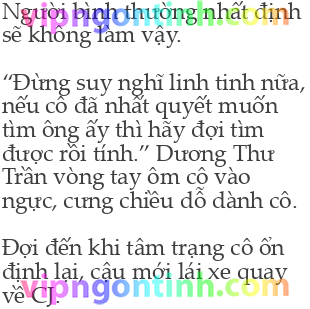 Người bình thường nhất định
sẽ không làm vậy.
“Đừng suy nghĩ linh tinh nữa,
nếu cô đã nhất quyết muốn
tìm ông ấy thì hãy đợi tìm
được rồi tính.” Dương Thư
Trần vòng tay ôm cô vào
ngực, cưng chiều dỗ dành cô.
Đợi đến khi tâm trạng cô ổn
định lại, cậu mới lái xe quay
về CJ.
vipngontinh.com
vipngontinh.com